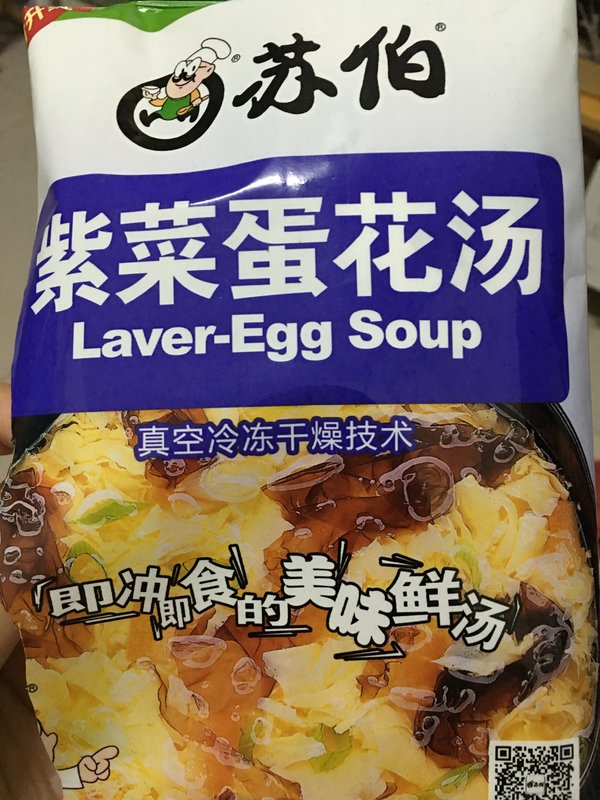 苏伯
紫菜蛋花汤
Laver-Egg Soup
真空冷冻干燥技术
即冲即食的美味鲜汤